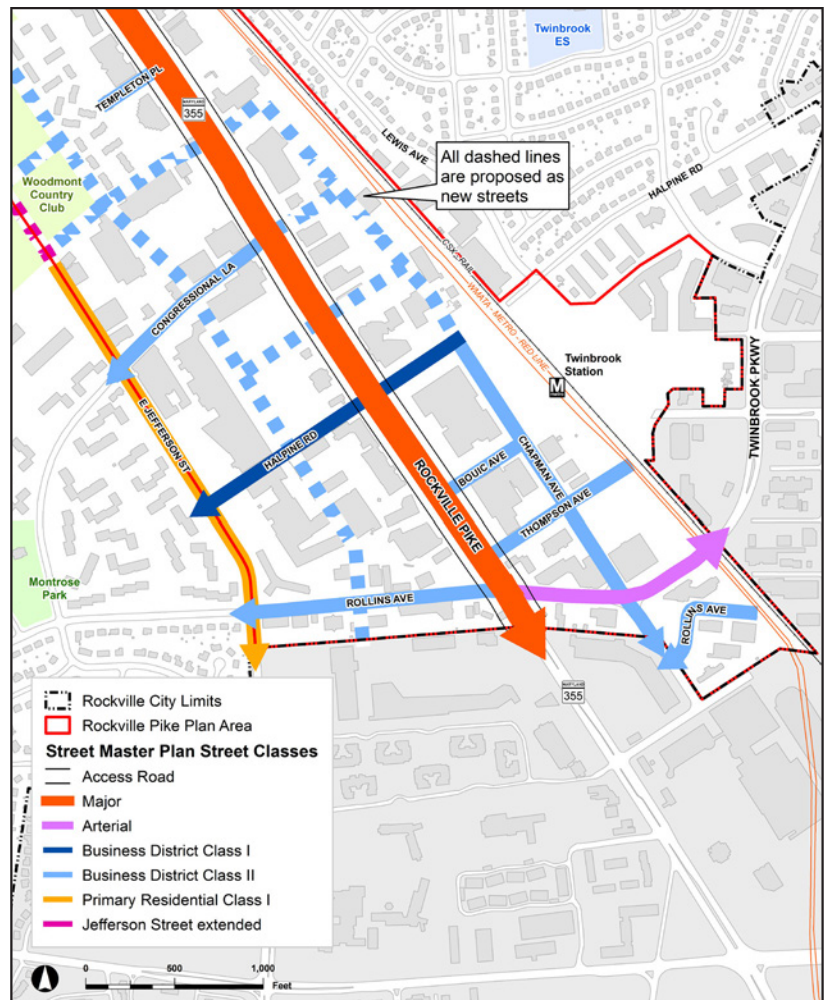 Twinbrook
ES
TEMPLETON PL
MARYLAND
355
LEWIS AVE
All dashed lines
are proposed as
new streets
HALPINE RD
Woodmont
Country
Club
CSX - RAIL
WMATA - METRO - RED LINE
CONGRESSIONAL LA
Twinbrook
Station
M
TWINBROOK PKWY
E JEFFERSON ST
HALPINE RD
ROCKVILLE PIKE
BOUIC AVE
CHAPMAN AVE
THOMPSON AVE
Montrose
Park
ROLLINS AVE
ROLLINS AVE
MARYLAND
355
Rockville City Limits
Rockville Pike Plan Area
Street Master Plan Street Classes
Access Road
Major
Arterial
Business District Class I
Business District Class II
Primary Residential Class I
Jefferson Street extended
0 500 1,000
Feet